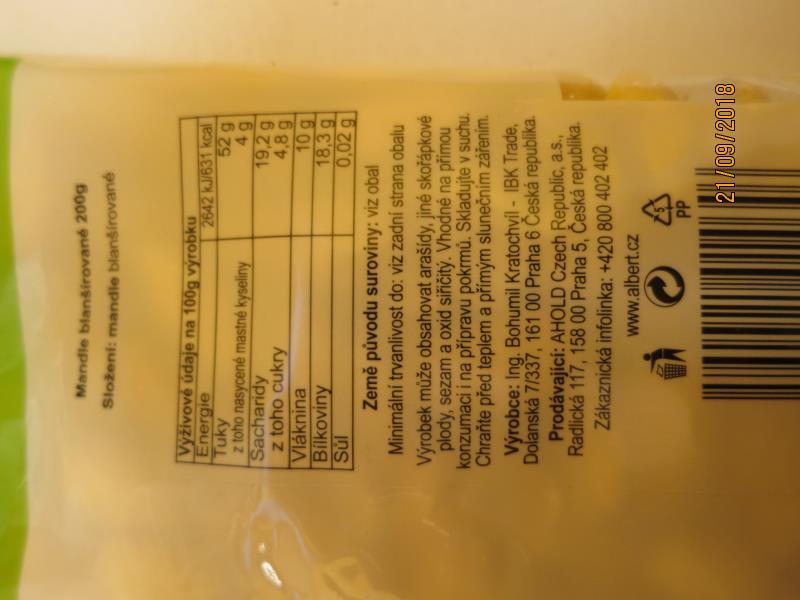 Mandle blanšírované 200g
Složení: mandle blanšírované
Výživové údaje na 100g výrobku
Energie 2642 kJ/631 kcal
Tuky 52 g
z toho nasycené mastné kyseliny 4 g
Sacharidy 19,2 g
z toho cukry 4,8 g
Vláknina 10 g
Bílkoviny 18,3 g
Sůl 0,02 g
Země původu suroviny: viz obal
Minimální trvanlivost do: viz zadní strana obalu
Výrobek může obsahovat arašídy, jiné skořápkové
plody, sezam a oxid siřičitý. Vhodné na přímou
konzumaci i na přípravu pokrmů. Skladujte v suchu.
Chraňte před teplem a přímým slunečním zářením.
Výrobce: Ing. Bohumil Kratochvíl - IBK Trade,
Dolanská 7/337, 161 00 Praha 6 Česká republika.
Prodávající: AHOLD Czech Republic, a.s.,
Radlická 117, 158 00 Praha 5, Česká republika.
Zákaznická infolinka: +420 800 402 402
www.albert.cz
5
PP
21/09/2018